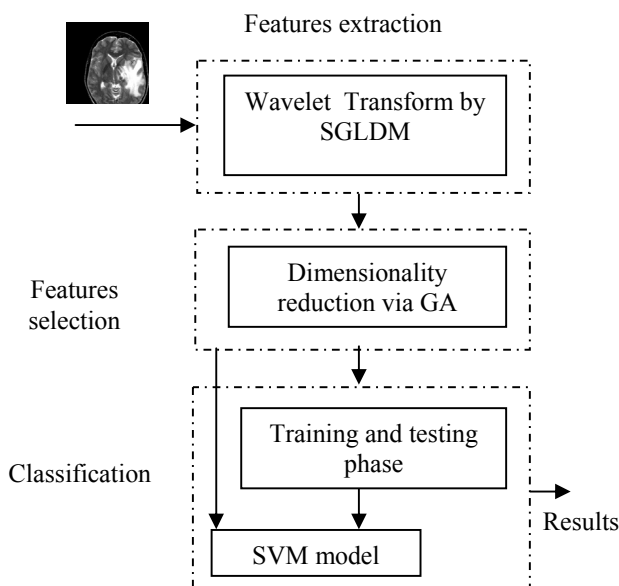 Features extraction
Wavelet Transform by
SGLDM
Dimensionality
reduction via GA
Features
selection
Training and testing
phase
Classification
Results
SVM model